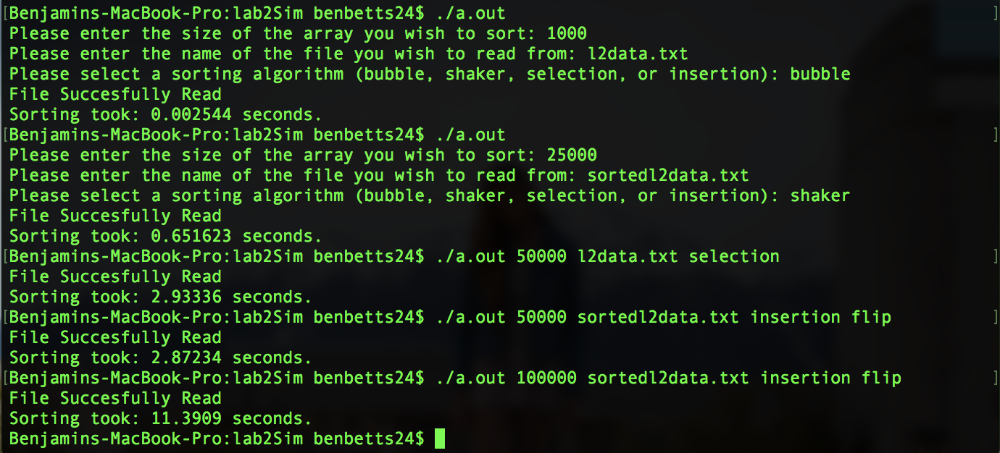 [Benjamins-MacBook-Pro:lab2Sim benbetts24$ ./a.out ]
Please enter the size of the array you wish to sort: 1000
Please enter the name of the file you wish to read from: l2data.txt
Please select a sorting algorithm (bubble, shaker, selection, or insertion): bubble
File Succesfully Read
Sorting took: 0.002544 seconds.
[Benjamins-MacBook-Pro:lab2Sim benbetts24$ ./a.out ]
Please enter the size of the array you wish to sort: 25000
Please enter the name of the file you wish to read from: sortedl2data.txt
Please select a sorting algorithm (bubble, shaker, selection, or insertion): shaker
File Succesfully Read
Sorting took: 0.651623 seconds.
[Benjamins-MacBook-Pro:lab2Sim benbetts24$ ./a.out 50000 l2data.txt selection ]
File Succesfully Read
Sorting took: 2.93336 seconds.
[Benjamins-MacBook-Pro:lab2Sim benbetts24$ ./a.out 50000 sortedl2data.txt insertion flip ]
File Succesfully Read
Sorting took: 2.87234 seconds.
[Benjamins-MacBook-Pro:lab2Sim benbetts24$ ./a.out 100000 sortedl2data.txt insertion flip ]
File Succesfully Read
Sorting took: 11.3909 seconds.
Benjamins-MacBook-Pro:lab2Sim benbetts24$